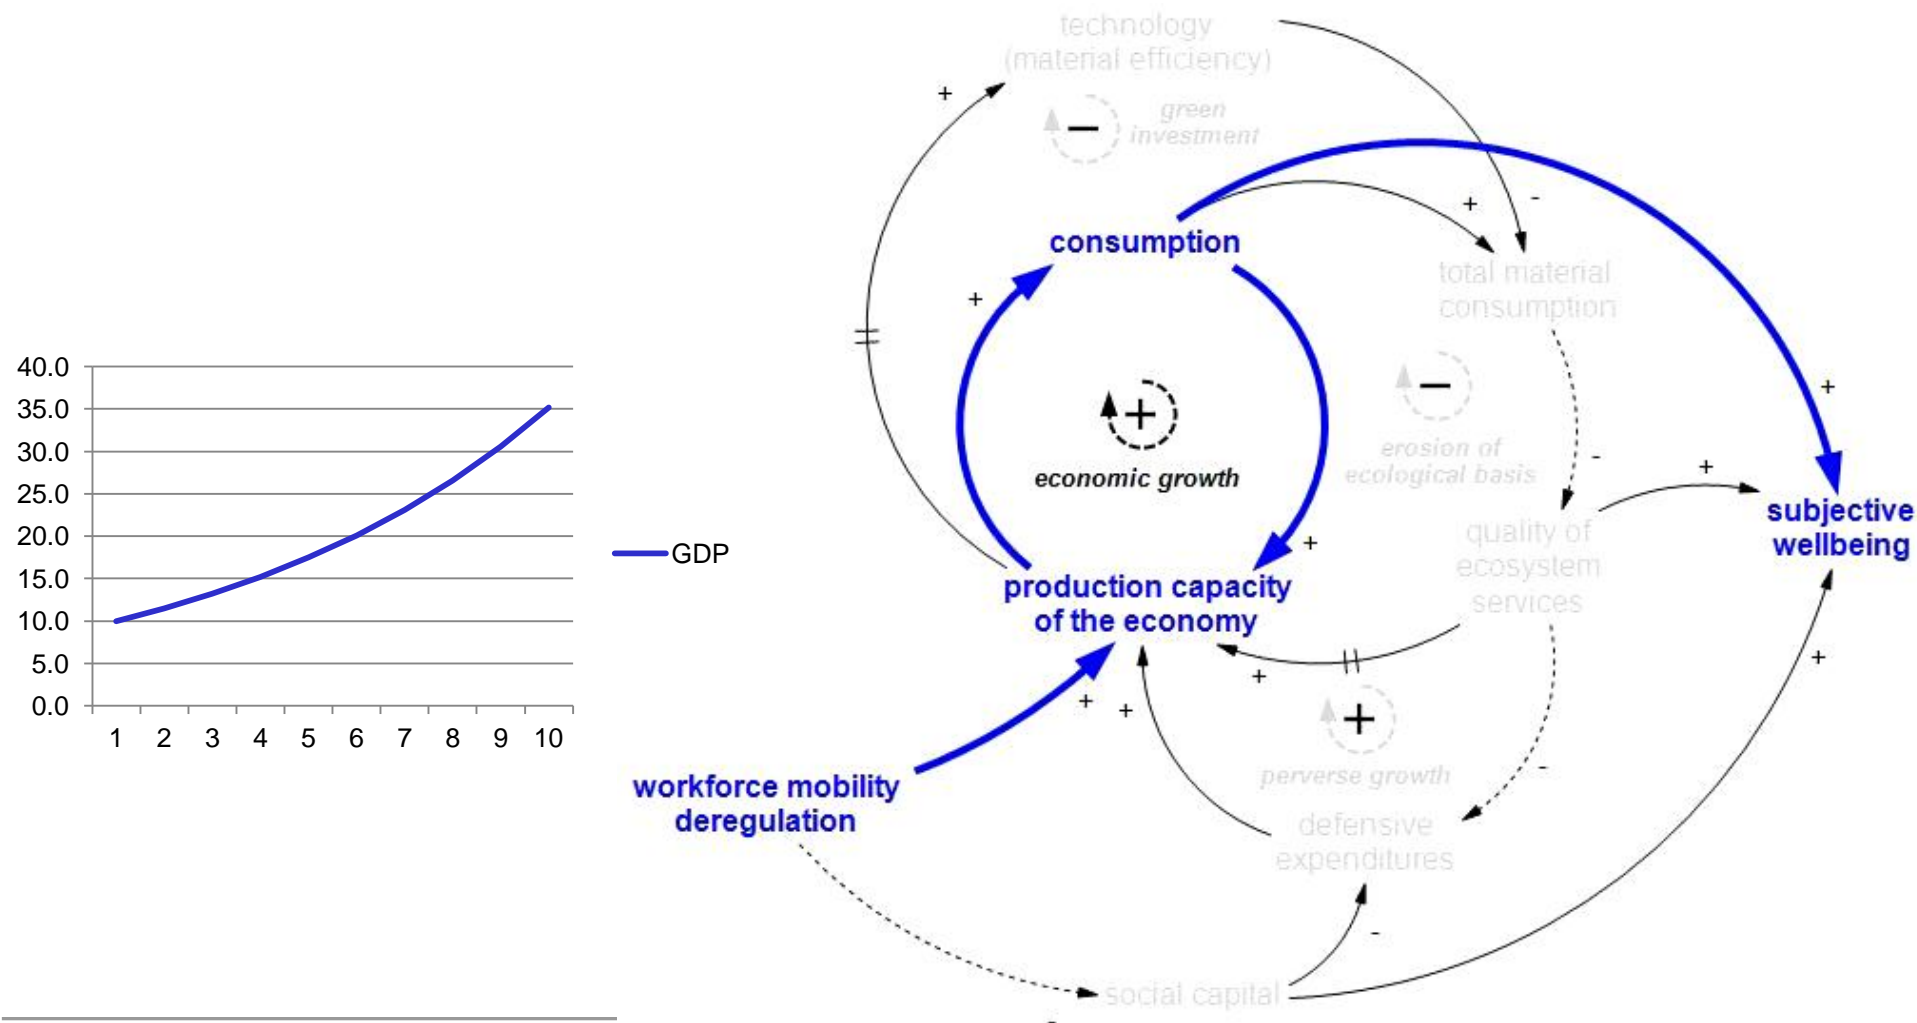 technology
(material efficiency)
+
green
investment
−
+
-
consumption
total material
consumption
+
+
−
erosion of
ecological basis
+
economic growth
-
+
subjective
wellbeing
quality of
ecosystem
services
+
production capacity
of the economy
+
+
+
+
+
perverse growth
-
workforce mobility
deregulation
defensive
expenditures
-
social capital
-
40.0
35.0
30.0
25.0
20.0
15.0
10.0
5.0
0.0
1 2 3 4 5 6 7 8 9 10
GDP